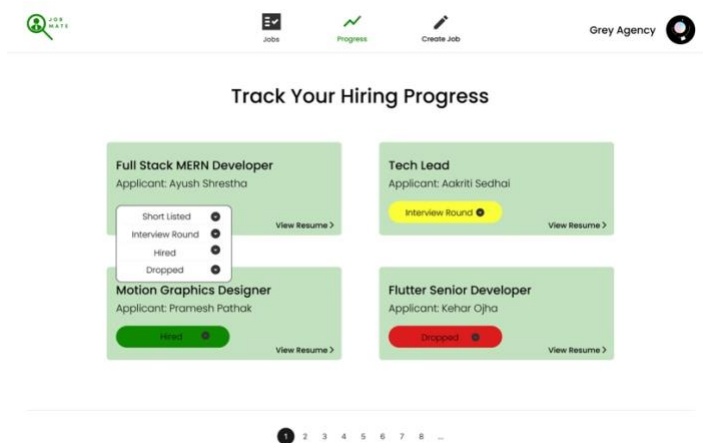 JOB
MATE
Jobs
Progress
Create Job
Grey Agency
Track Your Hiring Progress
Full Stack MERN Developer
Applicant: Ayush Shrestha
Short Listed
Interview Round
Hired
Dropped
View Resume >
Tech Lead
Applicant: Aakriti Sedhai
Interview Round
View Resume >
Motion Graphics Designer
Applicant: Pramesh Pathak
Hired
View Resume >
Flutter Senior Developer
Applicant: Kehar Ojha
Dropped
View Resume >
1 2 3 4 5 6 7 8 ...